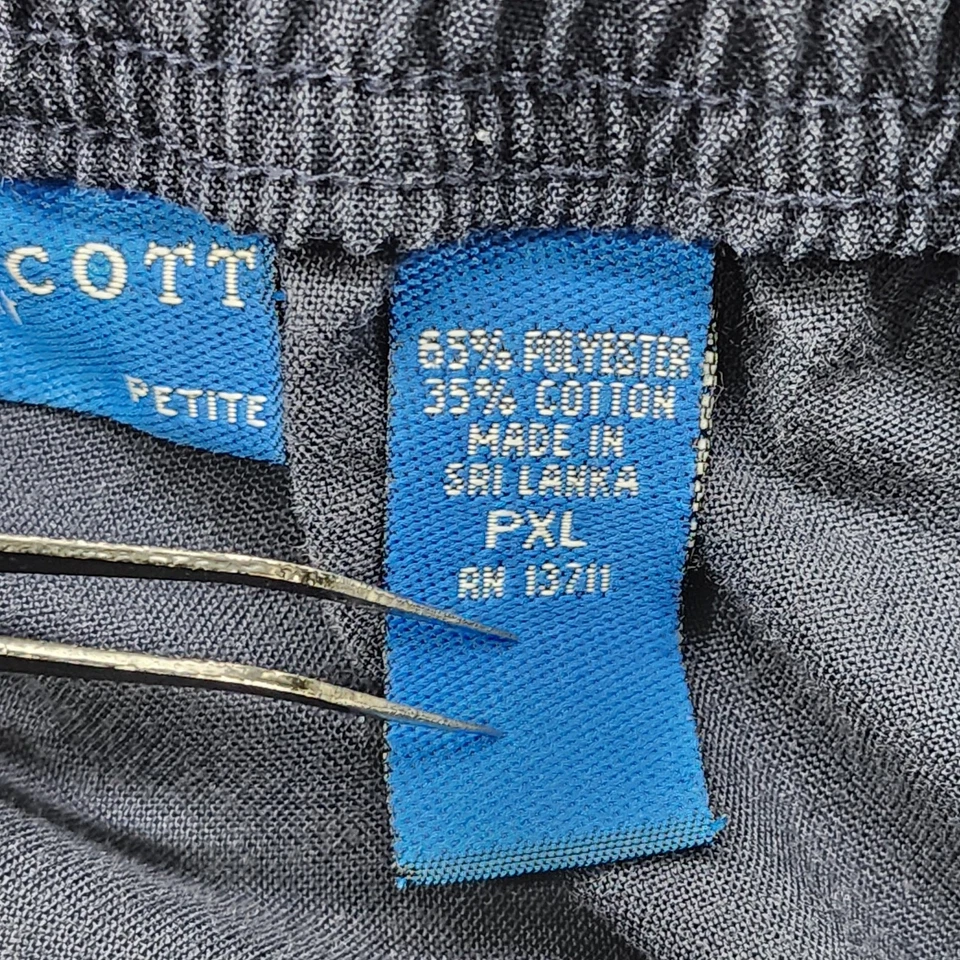 COTT
PETITE
65% POLYESTER
35% COTTON
MADE IN
SRI LANKA
PXL
RN 13711